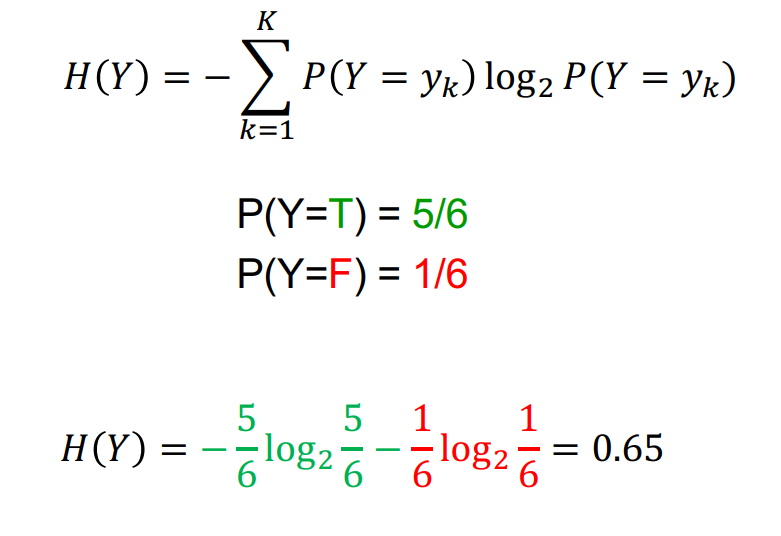 H(Y) = − ∑_{k=1}^{K} P(Y = y_k) log₂ P(Y = y_k)
P(Y=T) = 5/6
P(Y=F) = 1/6
H(Y) = − 5/6 log₂ 5/6 − 1/6 log₂ 1/6 = 0.65